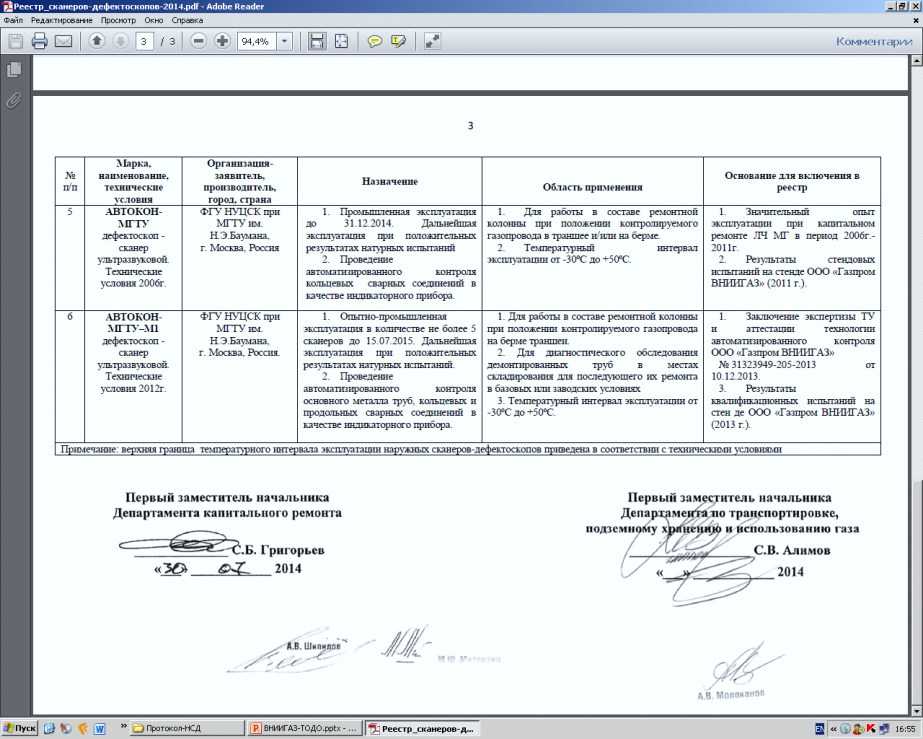 Реестр_сканеров-дефектоскопов-2014.pdf - Adobe Reader
Файл Редактирование Просмотр Окно Справка
3 / 3 94,4% Комментарии
3
№ п/п
Марка, наименование, технические условия
Организация-заявитель, производитель, город, страна
Назначение
Область применения
Основание для включения в реестр
5
АВТОКОН-
МГТУ
дефектоскоп -
сканер
ультразвуковой.
Технические
условия 2006г.
ФГУ НУЦСК при
МГТУ им.
Н.Э.Баумана,
г. Москва, Россия
1. Промышленная эксплуатация
до 31.12.2014. Дальнейшая
эксплуатация при положительных
результатах натурных испытаний
2. Проведение
автоматизированного контроля
кольцевых сварных соединений в
качестве индикаторного прибора.
1. Для работы в составе ремонтной
колонны при положении контролируемого
газопровода в траншее и/или на берме.
2. Температурный интервал
эксплуатации от -30ºС до +50ºС.
1. Значительный опыт
эксплуатации при капитальном
ремонте ЛЧ МГ в период 2006г.-
2011г.
2. Результаты стендовых
испытаний на стенде ООО «Газпром
ВНИИГАЗ» (2011 г.).
6
АВТОКОН-
МГТУ–М1
дефектоскоп -
сканер
ультразвуковой.
Технические
условия 2012г.
ФГУ НУЦСК при
МГТУ им.
Н.Э.Баумана,
г. Москва, Россия.
1. Опытно-промышленная
эксплуатация в количестве не более 5
сканеров до 15.07.2015. Дальнейшая
эксплуатация при положительных
результатах натурных испытаний.
2. Проведение
автоматизированного контроля
основного металла труб, кольцевых и
продольных сварных соединений в
качестве индикаторного прибора.
1. Для работы в составе ремонтной колонны
при положении контролируемого газопровода
на берме траншеи.
2. Для диагностического обследования
демонтированных труб в местах
складирования для последующего их ремонта
в базовых или заводских условиях
3. Температурный интервал эксплуатации от
-30ºС до +50ºС.
1. Заключение экспертизы ТУ
и аттестации технологии
автоматизированного контроля
ООО «Газпром ВНИИГАЗ»
№ 31323949-205-2013 от
10.12.2013.
3. Результаты
квалификационных испытаний на
стен де ООО «Газпром ВНИИГАЗ»
(2013 г.).
Примечание: верхняя граница температурного интервала эксплуатации наружных сканеров-дефектоскопов приведена в соответствии с техническими условиями
Первый заместитель начальника
Департамента капитального ремонта
С.Б. Григорьев
«30» 07 2014
Первый заместитель начальника
Департамента по транспортировке,
подземному хранению и использованию газа
С.В. Алимов
«__» 2014
А.В. Шипилов
А.В. Молоканов
Пуск » Протокол-НСД ВНИИГАЗ-ТОДО.pptx - ... Реестр_сканеров-д... EN « 16:55